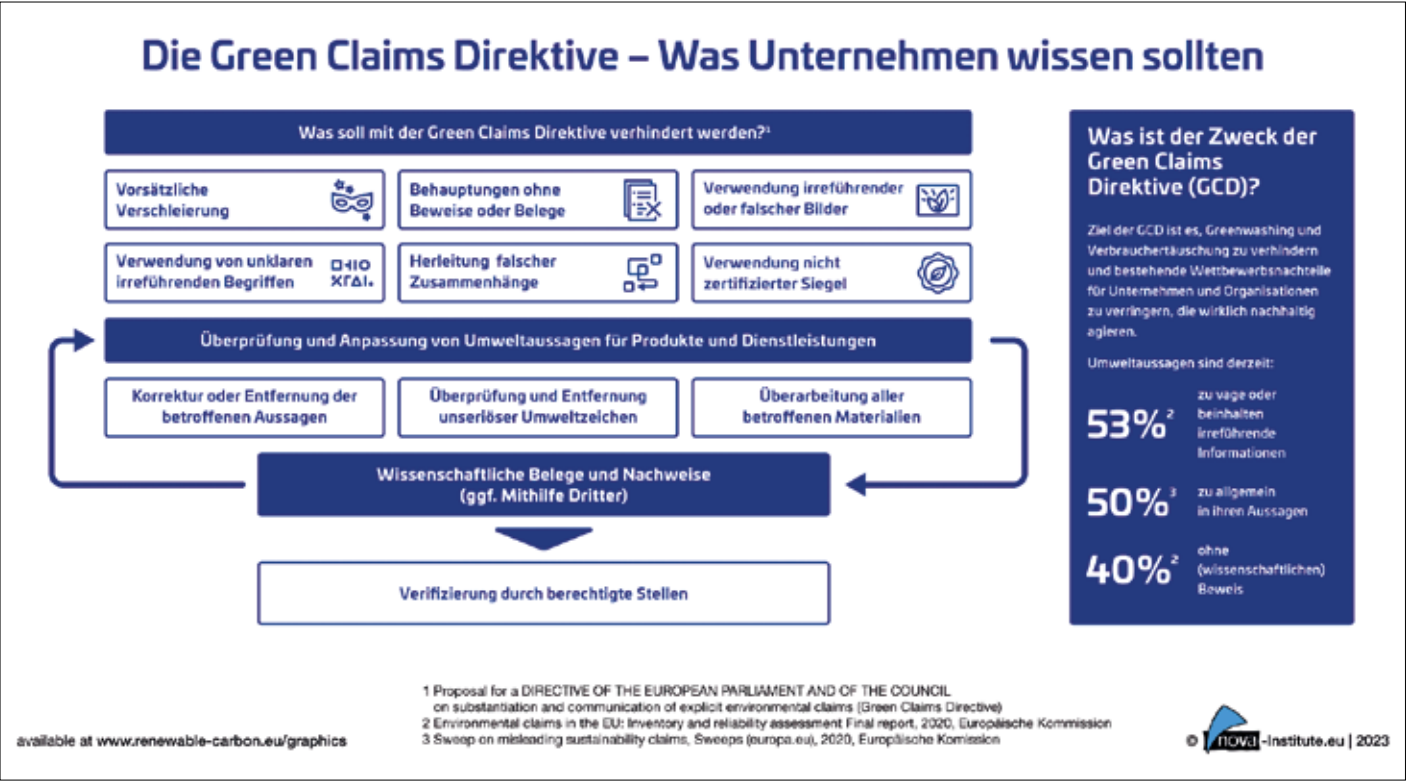 Die Green Claims Direktive – Was Unternehmen wissen sollten
Was soll mit der Green Claims Direktive verhindert werden?¹
Vorsätzliche
Verschleierung
Behauptungen ohne
Beweise oder Belege
Verwendung irreführender
oder falscher Bilder
Verwendung von unklaren
irreführenden Begriffen
Herleitung falscher
Zusammenhänge
Verwendung nicht
zertifizierter Siegel
Überprüfung und Anpassung von Umweltaussagen für Produkte und Dienstleistungen
Korrektur oder Entfernung der
betroffenen Aussagen
Überprüfung und Entfernung
unseriöser Umweltzeichen
Überarbeitung aller
betroffenen Materialien
Wissenschaftliche Belege und Nachweise
(ggf. Mithilfe Dritter)
Verifizierung durch berechtigte Stellen
Was ist der Zweck der
Green Claims
Direktive (GCD)?
Ziel der GCD ist es, Greenwashing und
Verbrauchertäuschung zu verhindern
und bestehende Wettbewerbsnachteile
für Unternehmen und Organisationen
zu verringern, die wirklich nachhaltig
agieren.
Umweltaussagen sind derzeit:
53%²
zu vage oder
beinhalten
irreführende
Informationen
50%³
zu allgemein
in ihren Aussagen
40%²
ohne
(wissenschaftlichen)
Beweis
1 Proposal for a DIRECTIVE OF THE EUROPEAN PARLIAMENT AND OF THE COUNCIL
on substantiation and communication of explicit environmental claims (Green Claims Directive)
2 Environmental claims in the EU: Inventory and reliability assessment Final report, 2020, Europäische Kommission
3 Sweep on misleading sustainability claims, Sweeps (europa.eu), 2020, Europäische Komission
available at www.renewable-carbon.eu/graphics
© nova-Institute.eu | 2023